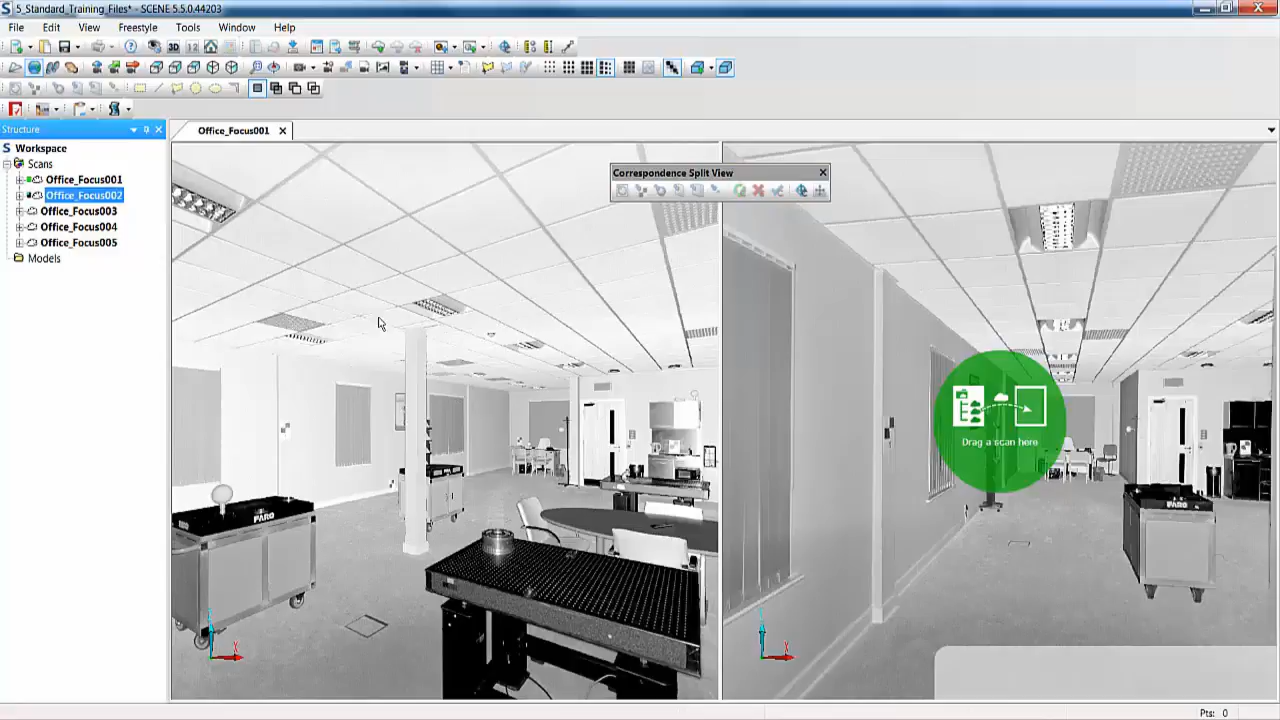 5_Standard_Training_Files* - SCENE 5.5.0.44203
File Edit View Freestyle Tools Window Help
Structure
Workspace
Scans
Office_Focus001
Office_Focus002
Office_Focus003
Office_Focus004
Office_Focus005
Models
Office_Focus001
Correspondence Split View
Drag a scan here
FARO
FARO
Pts: 0